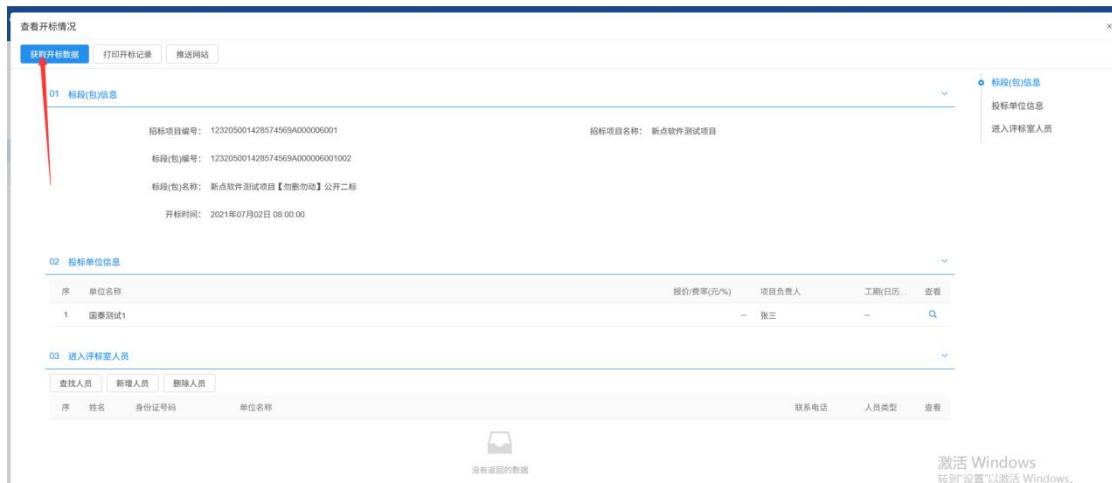 查看开标情况 ×
获取开标数据 打印开标记录 推送网站
01 标段(包)信息
标段(包)信息
投标单位信息
进入评标室人员
招标项目编号： 123205001428574569A000006001 招标项目名称： 新点软件测试项目
标段(包)编号： 123205001428574569A000006001002
标段(包)名称： 新点软件测试项目【勿删勿动】公开二标
开标时间： 2021年07月02日 08:00:00
02 投标单位信息
序 单位名称 报价/费率(元/%) 项目负责人 工期(日历... 查看
1 国泰测试1 -- 张三 --
03 进入评标室人员
查找人员 新增人员 删除人员
序 姓名 身份证号码 单位名称 联系电话 人员类型 查看
没有返回的数据
激活 Windows
转到"设置"以激活 Windows。